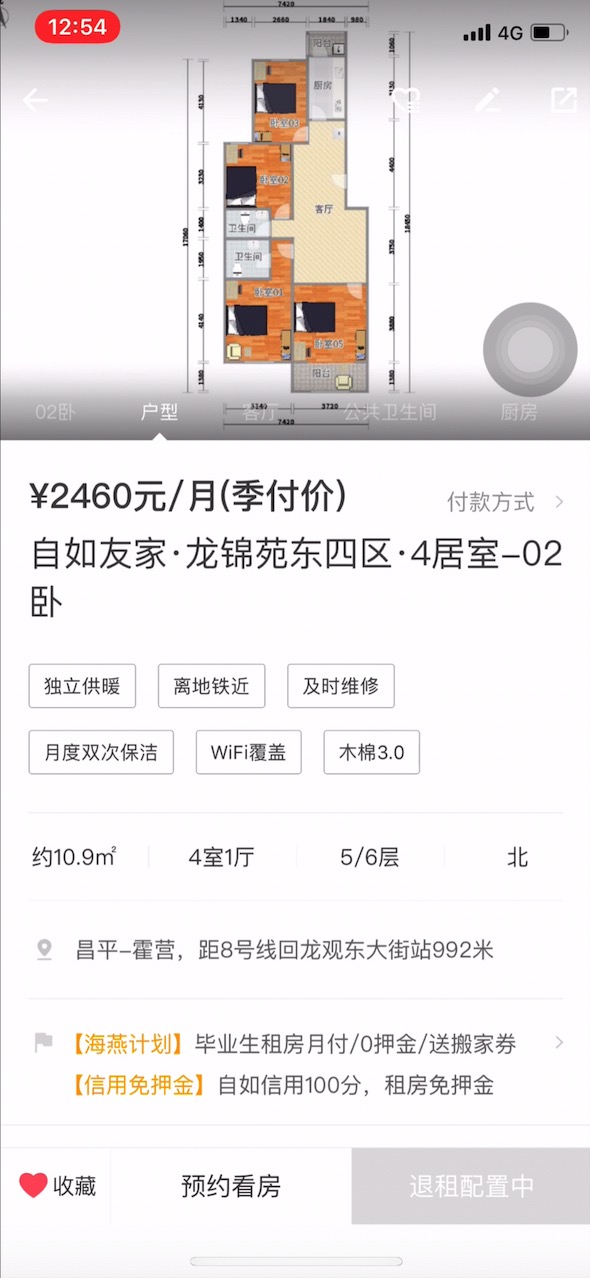 7420
12:54
1340
2660
1840
980
4G
阳台
1060
厨房
4130
卧室03
卧室02
3230
4400
客厅
卫生间
1400
17060
18450
卫生间
1950
3750
卧室01
4140
卧室05
3880
阳台
1380
1380
3140
3720
7420
02卧
户型
客厅
公共卫生间
厨房
¥2460元/月(季付价)
付款方式
自如友家·龙锦苑东四区·4居室-02
卧
独立供暖
离地铁近
及时维修
月度双次保洁
WiFi覆盖
木棉3.0
约10.9㎡
4室1厅
5/6层
北
昌平-霍营，距8号线回龙观东大街站992米
【海燕计划】毕业生租房月付/0押金/送搬家券
【信用免押金】自如信用100分，租房免押金
收藏
预约看房
退租配置中